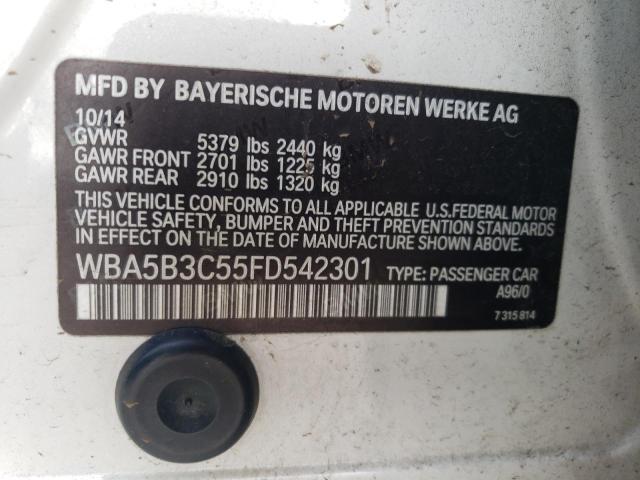 MFD BY BAYERISCHE MOTOREN WERKE AG
10/14
GVWR 5379 lbs 2440 kg
GAWR FRONT 2701 lbs 1225 kg
GAWR REAR 2910 lbs 1320 kg
THIS VEHICLE CONFORMS TO ALL APPLICABLE U.S.FEDERAL MOTOR
VEHICLE SAFETY, BUMPER AND THEFT PREVENTION STANDARDS
IN EFFECT ON THE DATE OF MANUFACTURE SHOWN ABOVE.
WBA5B3C55FD542301 TYPE: PASSENGER CAR
A96/0
7 315 814